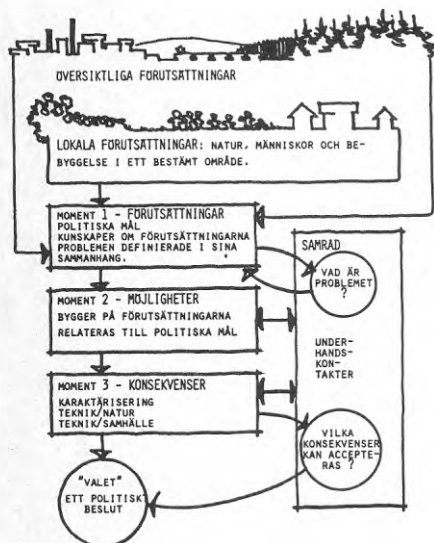 ÖVERSIKTLIGA FÖRUTSÄTTNINGAR
LOKALA FÖRUTSÄTTNINGAR: NATUR, MÄNNISKOR OCH BE-
BYGGELSE I ETT BESTÄMT OMRÅDE.
MOMENT 1 - FÖRUTSÄTTNINGAR
POLITISKA MÅL
KUNSKAPER OM FÖRUTSÄTTNINGARNA
PROBLEMEN DEFINIERADE I SINA
SAMMANHANG.
SAMRÅD
VAD ÄR
PROBLEMET
?
MOMENT 2 - MÖJLIGHETER
BYGGER PÅ FÖRUTSÄTTNINGARNA
RELATERAS TILL POLITISKA MÅL
UNDER-
HANDS-
KON-
TAKTER
MOMENT 3 - KONSEKVENSER
KARAKTÄRISERING
TEKNIK/NATUR
TEKNIK/SAMHÄLLE
VILKA
KONSEKVENSER
KAN ACCEPTE-
RAS ?
"VALET"
ETT POLITISKT
BESLUT